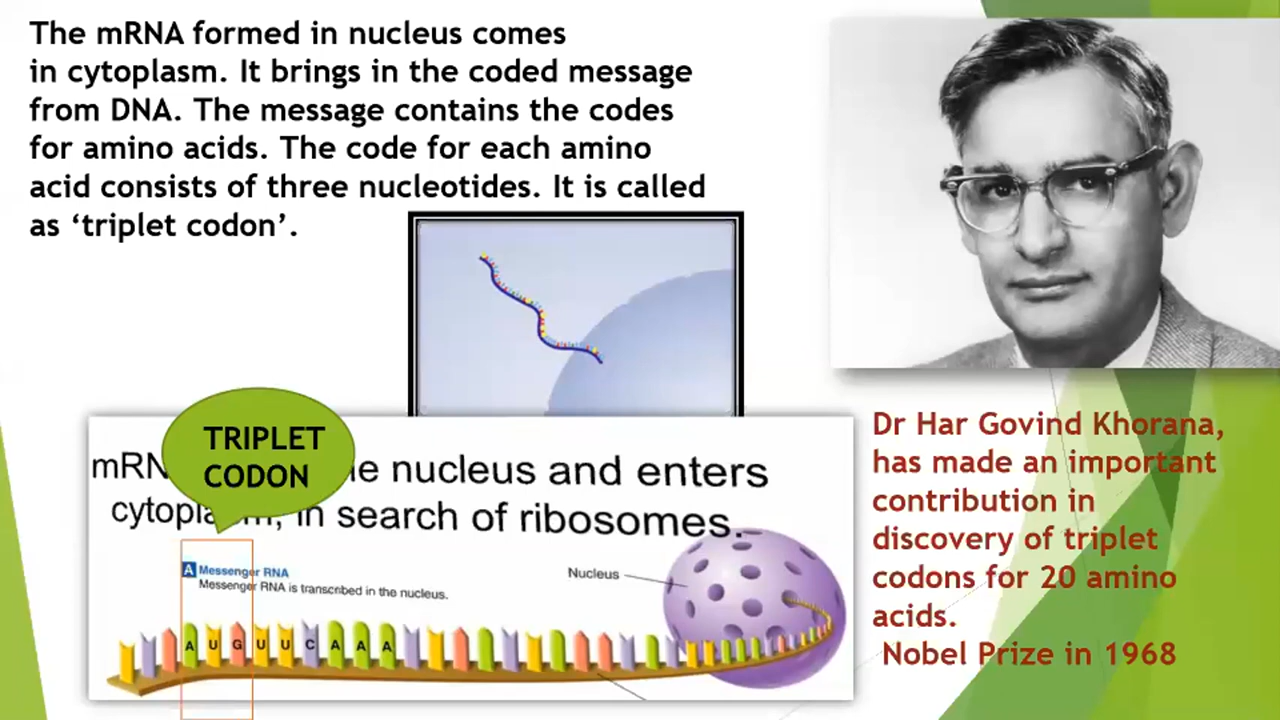 The mRNA formed in nucleus comes
in cytoplasm. It brings in the coded message
from DNA. The message contains the codes
for amino acids. The code for each amino
acid consists of three nucleotides. It is called
as ‘triplet codon’.
TRIPLET
CODON
nucleus and enters
in search of ribosomes.
A Messenger RNA
Messenger RNA is transcribed in the nucleus.
Nucleus
A U G U U C A A A
Dr Har Govind Khorana,
has made an important
contribution in
discovery of triplet
codons for 20 amino
acids.
Nobel Prize in 1968